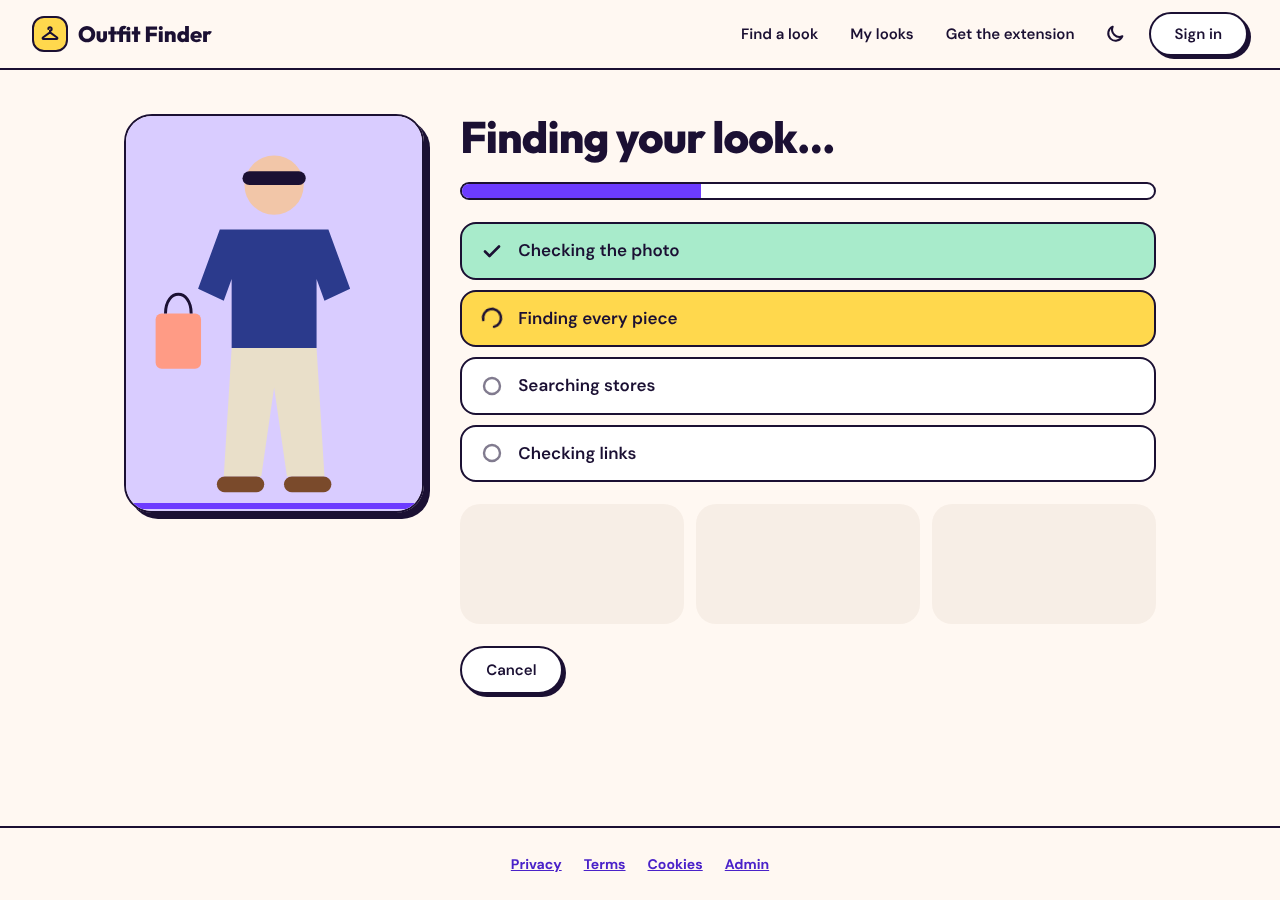 Outfit Finder
Find a look
My looks
Get the extension
Sign in
Finding your look...
Checking the photo
Finding every piece
Searching stores
Checking links
Cancel
Privacy
Terms
Cookies
Admin